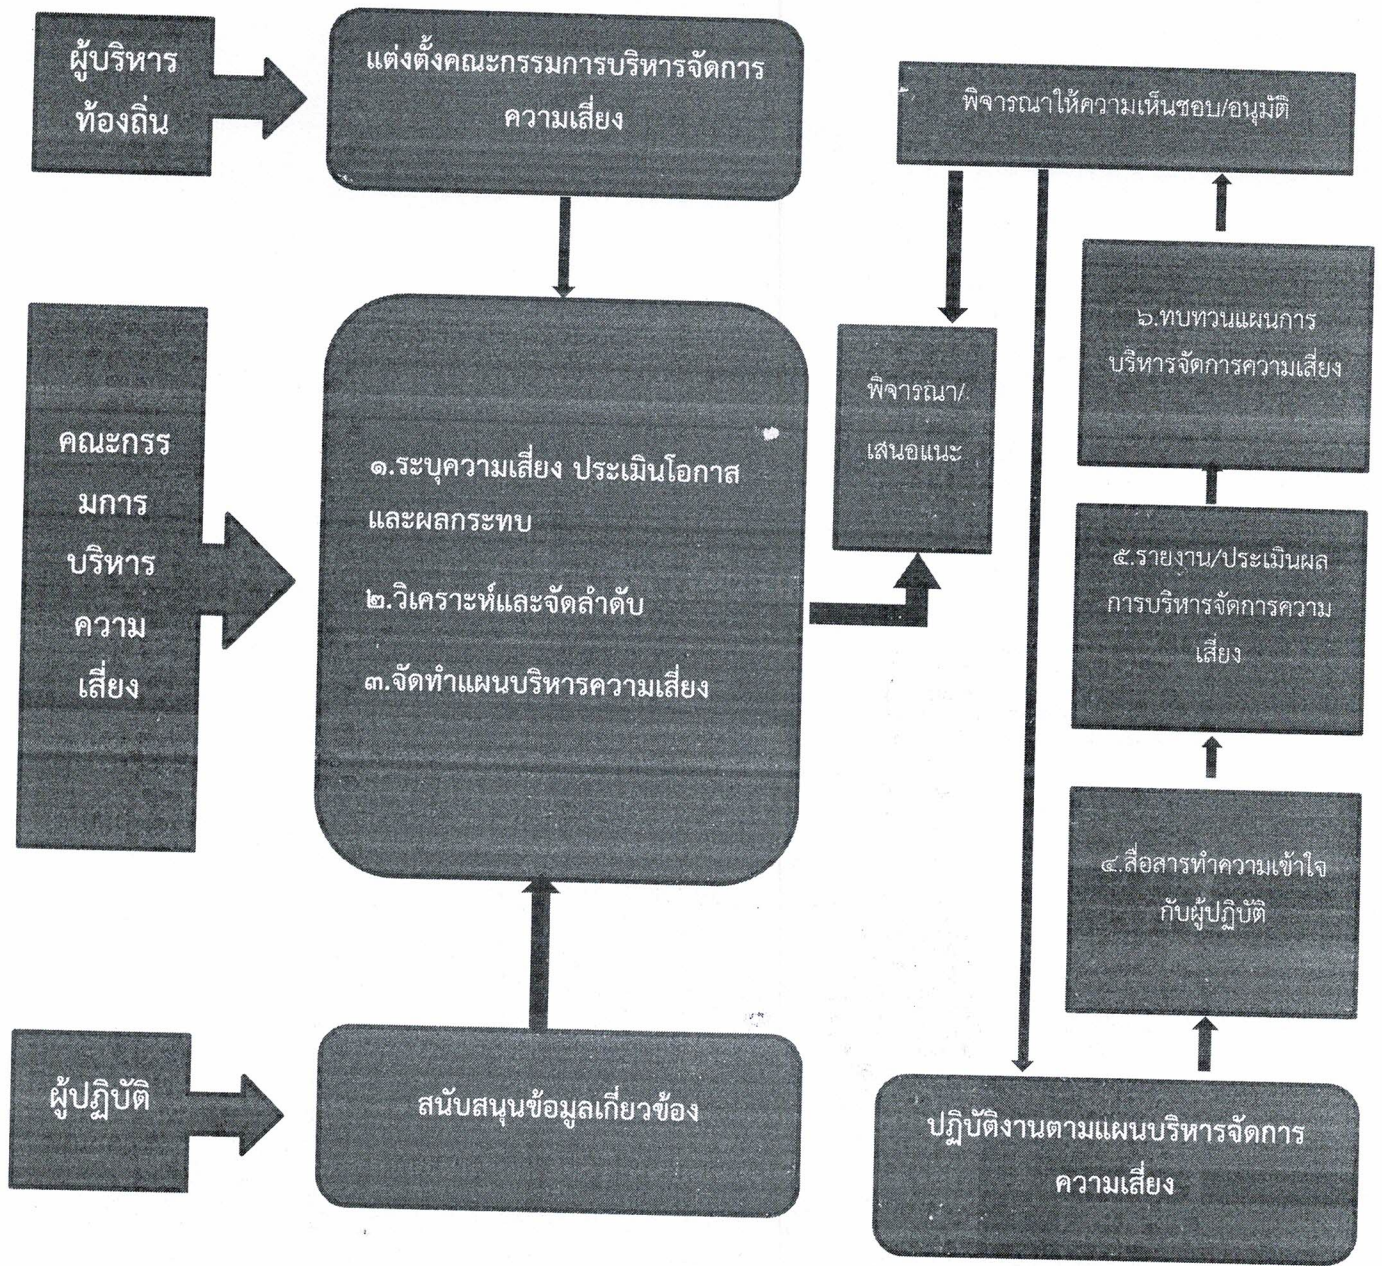 ผู้บริหาร
ท้องถิ่น
แต่งตั้งคณะกรรมการบริหารจัดการ
ความเสี่ยง
พิจารณาให้ความเห็นชอบ/อนุมัติ
คณะกรร
มการ
บริหาร
ความ
เสี่ยง
๑.ระบุความเสี่ยง ประเมินโอกาส
และผลกระทบ
๒.วิเคราะห์และจัดลำดับ
๓.จัดทำแผนบริหารความเสี่ยง
พิจารณา/
เสนอแนะ
๖.ทบทวนแผนการ
บริหารจัดการความเสี่ยง
๕.รายงาน/ประเมินผล
การบริหารจัดการความ
เสี่ยง
๔.สื่อสารทำความเข้าใจ
กับผู้ปฏิบัติ
ผู้ปฏิบัติ
สนับสนุนข้อมูลเกี่ยวข้อง
ปฏิบัติงานตามแผนบริหารจัดการ
ความเสี่ยง